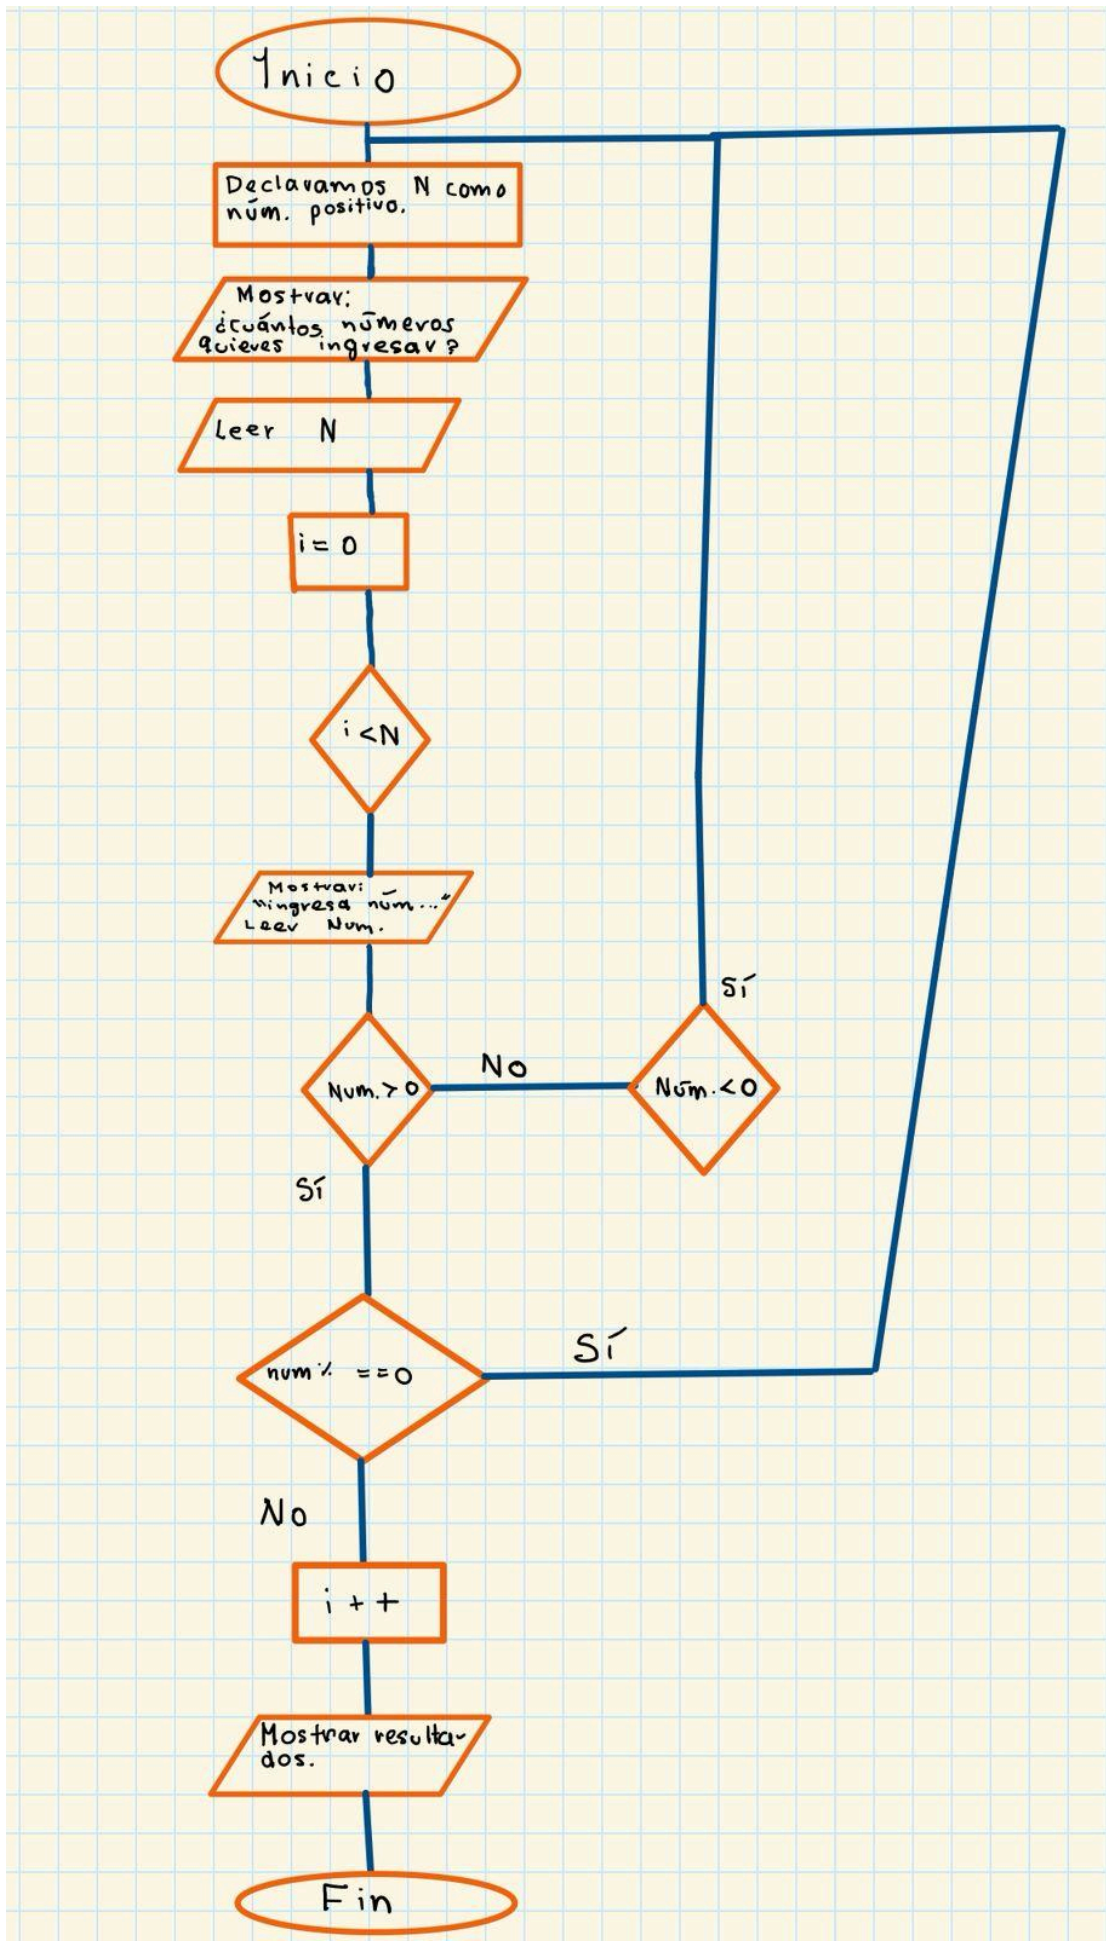 Inicio
Declaramos N como
núm. positivo.
Mostrar:
¿cuántos números
quieres ingresar?
Leer N
i = 0
i < N
Mostrar:
"ingresa núm..."
Leer Num.
Sí
No
Num. > 0
Núm. < 0
Sí
Sí
num % == 0
No
i + +
Mostrar resulta-
dos.
Fin